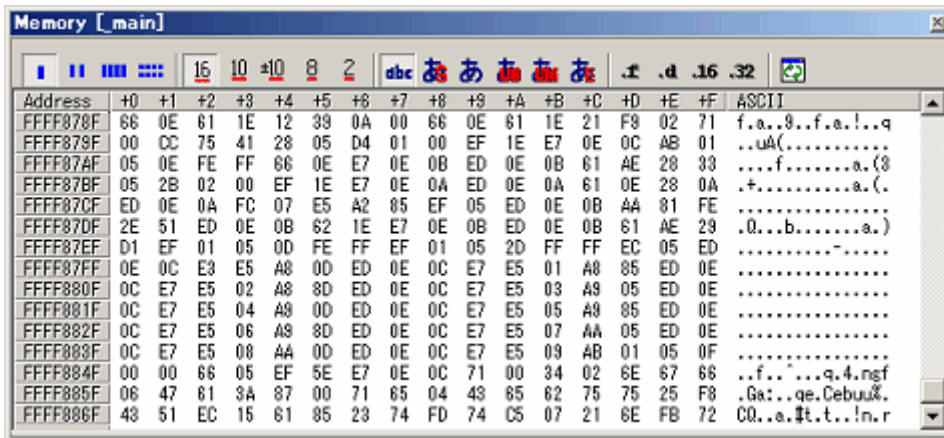 Memory [_main]
16 10 ±10 8 2 abc あS あ あ あ あE .f .d .16 .32
Address +0 +1 +2 +3 +4 +5 +6 +7 +8 +9 +A +B +C +D +E +F ASCII
FFFF878F 66 0E 61 1E 12 39 0A 00 66 0E 61 1E 21 F9 02 71 f.a..9..f.a.!..q
FFFF879F 00 CC 75 41 28 05 D4 01 00 EF 1E E7 0E 0C AB 01 ..uA(...........
FFFF87AF 05 0E FE FF 66 0E E7 0E 0B ED 0E 0B 61 AE 28 33 ....f.......a.(3
FFFF87BF 05 2B 02 00 EF 1E E7 0E 0A ED 0E 0A 61 0E 28 0A .+..........a.(.
FFFF87CF ED 0E 0A FC 07 E5 A2 85 EF 05 ED 0E 0B AA 81 FE ................
FFFF87DF 2E 51 ED 0E 0B 62 1E E7 0E 0B ED 0E 0B 61 AE 29 .Q...b.......a.)
FFFF87EF D1 EF 01 05 0D FE FF EF 01 05 2D FF FF EC 05 ED ..........-.....
FFFF87FF 0E 0C E3 E5 A8 0D ED 0E 0C E7 E5 01 A8 85 ED 0E ................
FFFF880F 0C E7 E5 02 A8 8D ED 0E 0C E7 E5 03 A9 05 ED 0E ................
FFFF881F 0C E7 E5 04 A9 0D ED 0E 0C E7 E5 05 A9 85 ED 0E ................
FFFF882F 0C E7 E5 06 A9 8D ED 0E 0C E7 E5 07 AA 05 ED 0E ................
FFFF883F 0C E7 E5 08 AA 0D ED 0E 0C E7 E5 09 AB 01 05 0F ................
FFFF884F 00 00 66 05 EF 5E E7 0E 0C 71 00 34 02 6E 67 66 ..f..^...q.4.ngf
FFFF885F 06 47 61 3A 87 00 71 65 04 43 65 62 75 75 25 F8 .Ga:..qe.Cebuu%.
FFFF886F 43 51 EC 15 61 85 23 74 FD 74 C5 07 21 6E FB 72 CQ..a.#t.t..!n.r